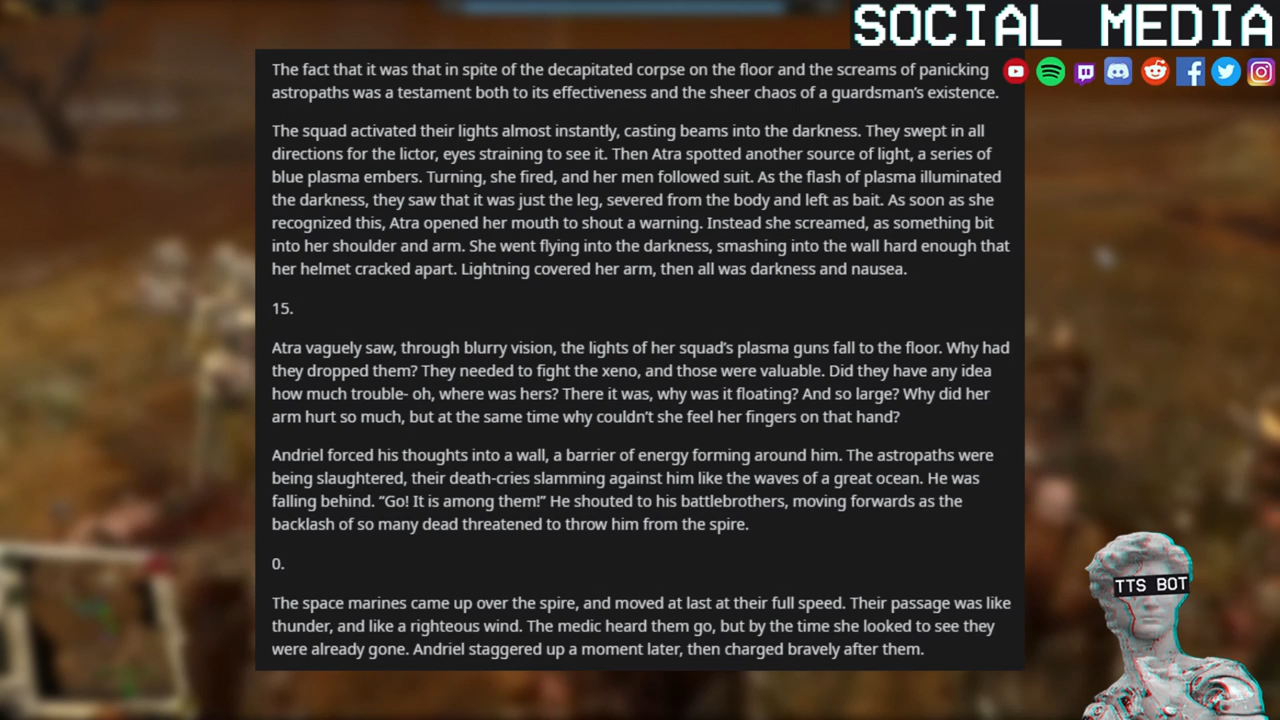 SOCIAL MEDIA
The fact that it was that in spite of the decapitated corpse on the floor and the screams of panicking
astropaths was a testament both to its effectiveness and the sheer chaos of a guardsman's existence.
The squad activated their lights almost instantly, casting beams into the darkness. They swept in all
directions for the lictor, eyes straining to see it. Then Atra spotted another source of light, a series of
blue plasma embers. Turning, she fired, and her men followed suit. As the flash of plasma illuminated
the darkness, they saw that it was just the leg, severed from the body and left as bait. As soon as she
recognized this, Atra opened her mouth to shout a warning. Instead she screamed, as something bit
into her shoulder and arm. She went flying into the darkness, smashing into the wall hard enough that
her helmet cracked apart. Lightning covered her arm, then all was darkness and nausea.
15.
Atra vaguely saw, through blurry vision, the lights of her squad's plasma guns fall to the floor. Why had
they dropped them? They needed to fight the xeno, and those were valuable. Did they have any idea
how much trouble- oh, where was hers? There it was, why was it floating? And so large? Why did her
arm hurt so much, but at the same time why couldn't she feel her fingers on that hand?
Andriel forced his thoughts into a wall, a barrier of energy forming around him. The astropaths were
being slaughtered, their death-cries slamming against him like the waves of a great ocean. He was
falling behind. "Go! It is among them!" He shouted to his battlebrothers, moving forwards as the
backlash of so many dead threatened to throw him from the spire.
0.
The space marines came up over the spire, and moved at last at their full speed. Their passage was like
thunder, and like a righteous wind. The medic heard them go, but by the time she looked to see they
were already gone. Andriel staggered up a moment later, then charged bravely after them.
TTS BOT